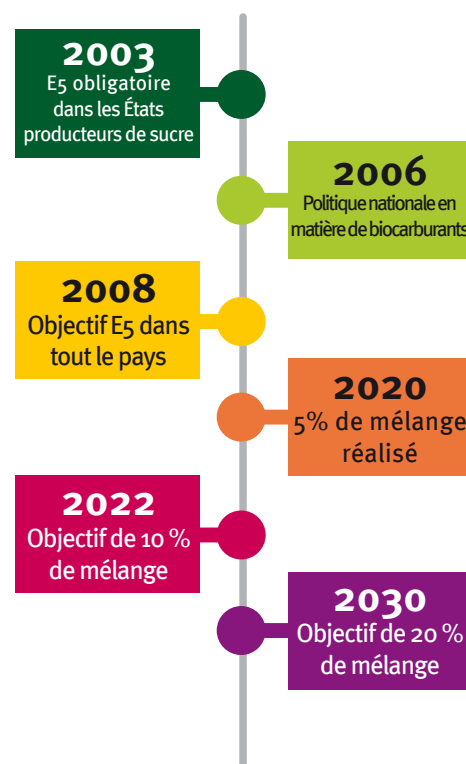 2003
E5 obligatoire
dans les États
producteurs de sucre
2006
Politique nationale en
matière de biocarburants
2008
Objectif E5 dans
tout le pays
2020
5% de mélange
réalisé
2022
Objectif de 10 %
de mélange
2030
Objectif de 20 %
de mélange